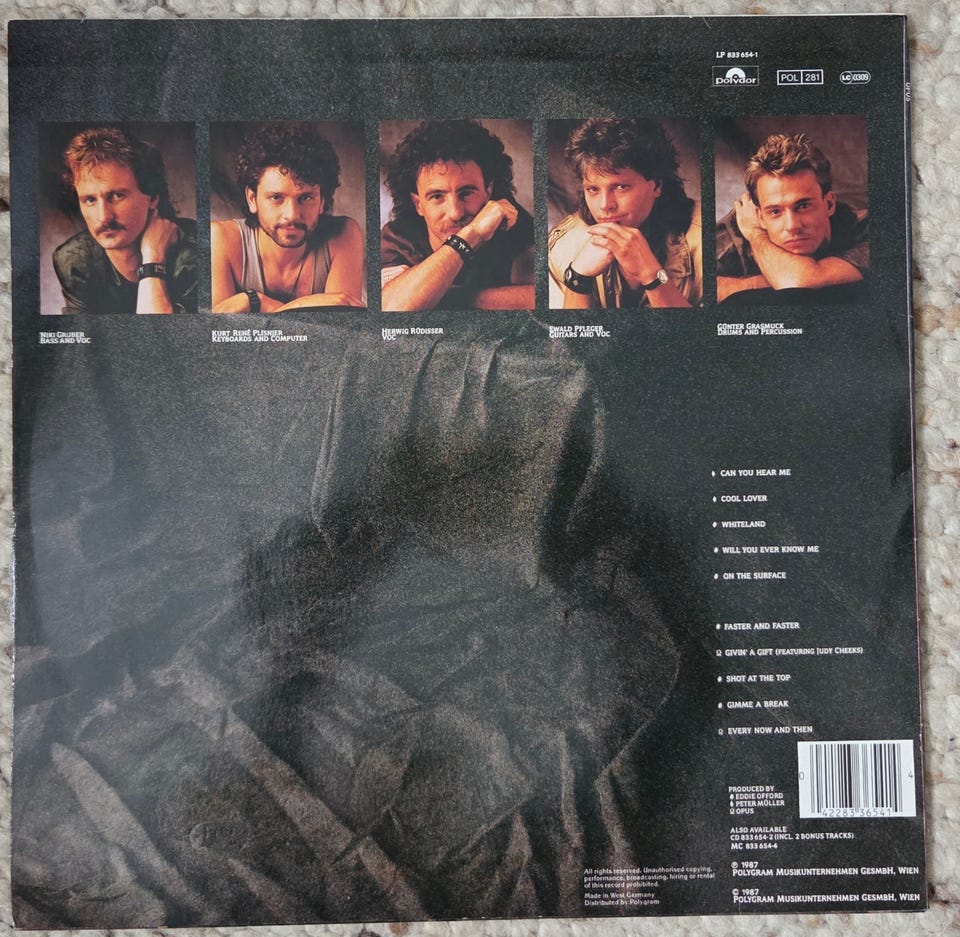 LP 833 654-1
polydor
POL 281
LC 0309
OPUS
NIKI GRUBER
BASS AND VOC
KURT RENÉ PLISNIER
KEYBOARDS AND COMPUTER
HERWIG RÜDISSER
VOC
EWALD PFLEGER
GUITARS AND VOC
GÜNTER GRASMUCK
DRUMS AND PERCUSSION
CAN YOU HEAR ME
COOL LOVER
WHITELAND
WILL YOU EVER KNOW ME
ON THE SURFACE
FASTER AND FASTER
Ω GIVIN' A GIFT (FEATURING JUDY CHEEKS)
SHOT AT THE TOP
GIMME A BREAK
Ω EVERY NOW AND THEN
0 42283 36541 4
PRODUCED BY
EDDIE OFFORD
PETER MÜLLER
Ω OPUS
ALSO AVAILABLE
CD 833 654-2 (INCL. 2 BONUS TRACKS)
MC 833 654-4
℗ 1987
POLYGRAM MUSIKUNTERNEHMEN GESMBH, WIEN
© 1987
POLYGRAM MUSIKUNTERNEHMEN GESMBH, WIEN
All rights reserved. Unauthorised copying,
performance, broadcasting, hiring or rental
of this record prohibited.
Made in West Germany
Distributed by Polygram